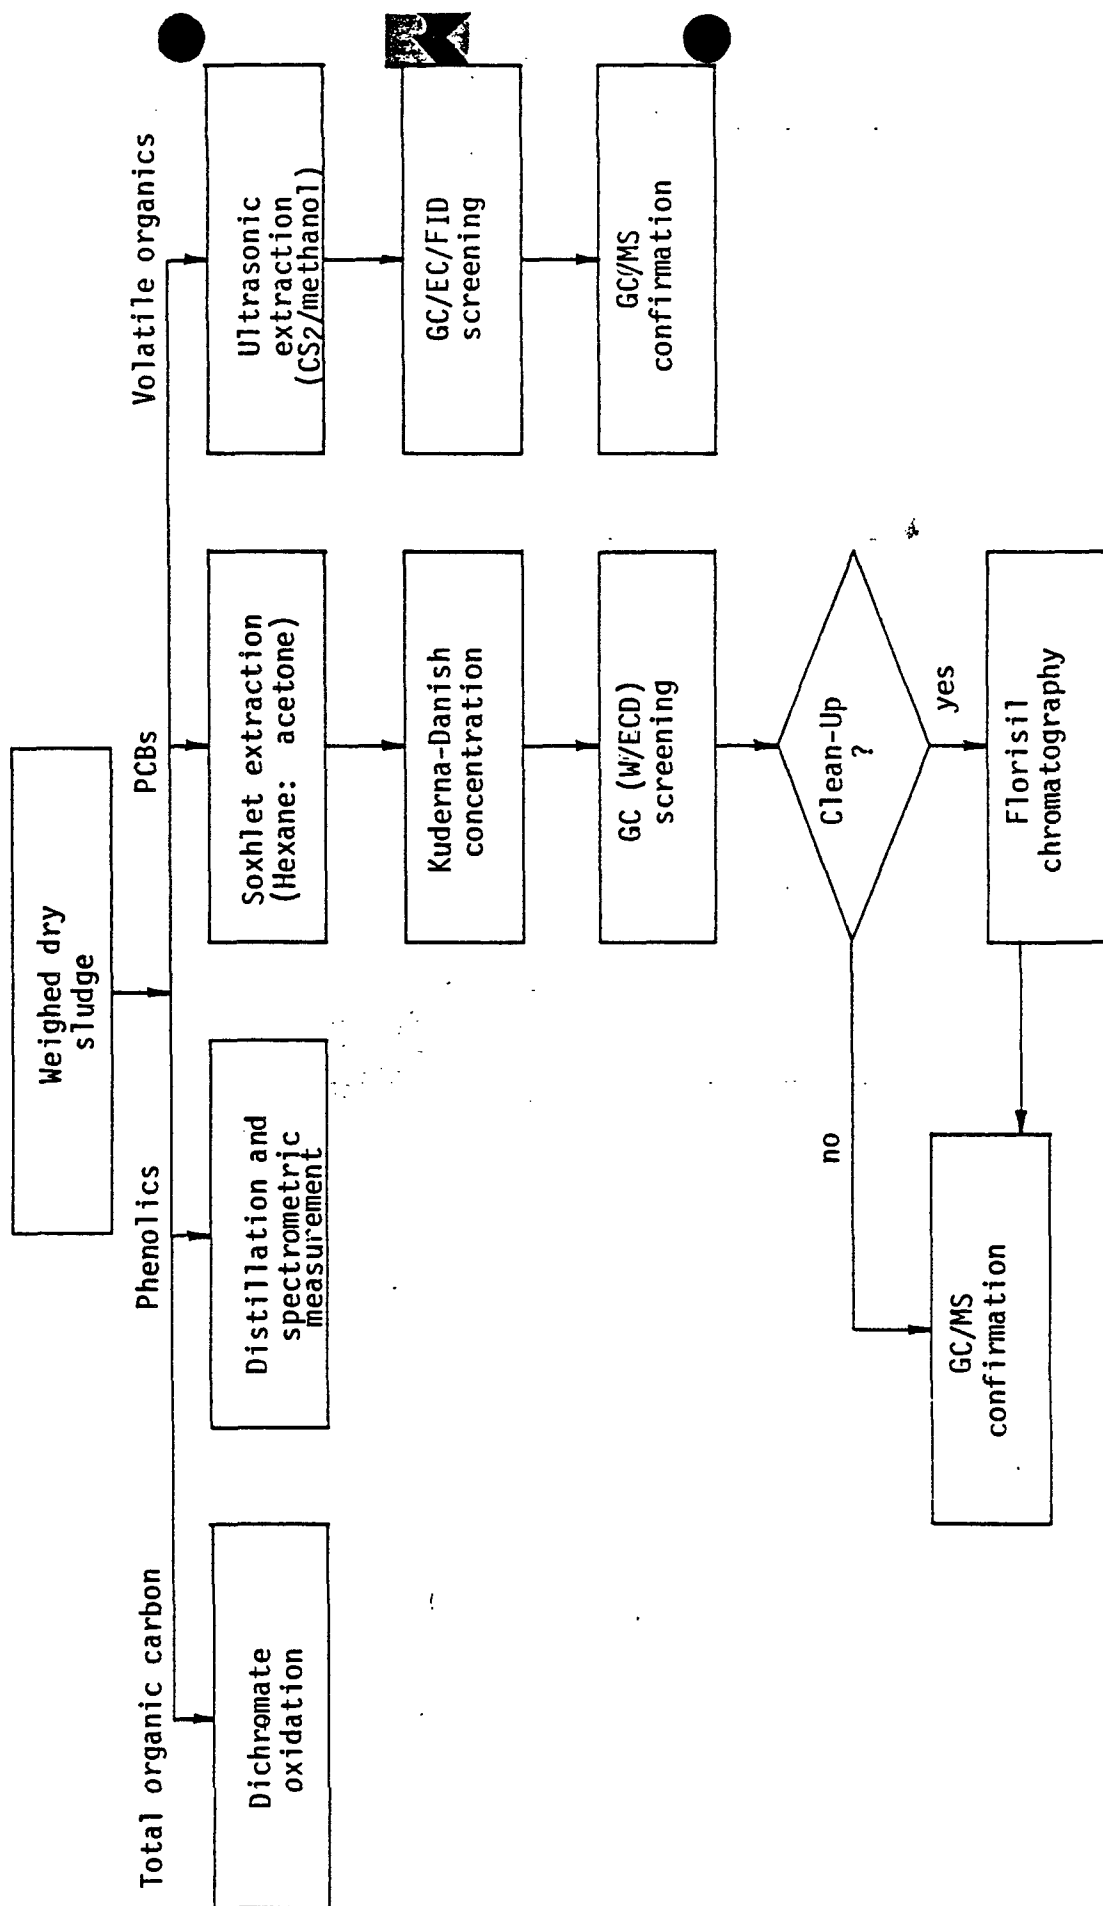 Weighed dry
sludge
Total organic carbon
Phenolics
PCBs
Volatile organics
Dichromate
oxidation
Distillation and
spectrometric
measurement
Soxhlet extraction
(Hexane: acetone)
Ultrasonic
extraction
(CS2/methanol)
Kuderna-Danish
concentration
GC/EC/FID
screening
GC (W/ECD)
screening
GC/MS
confirmation
Clean-Up
?
no
yes
GC/MS
confirmation
Florisil
chromatography